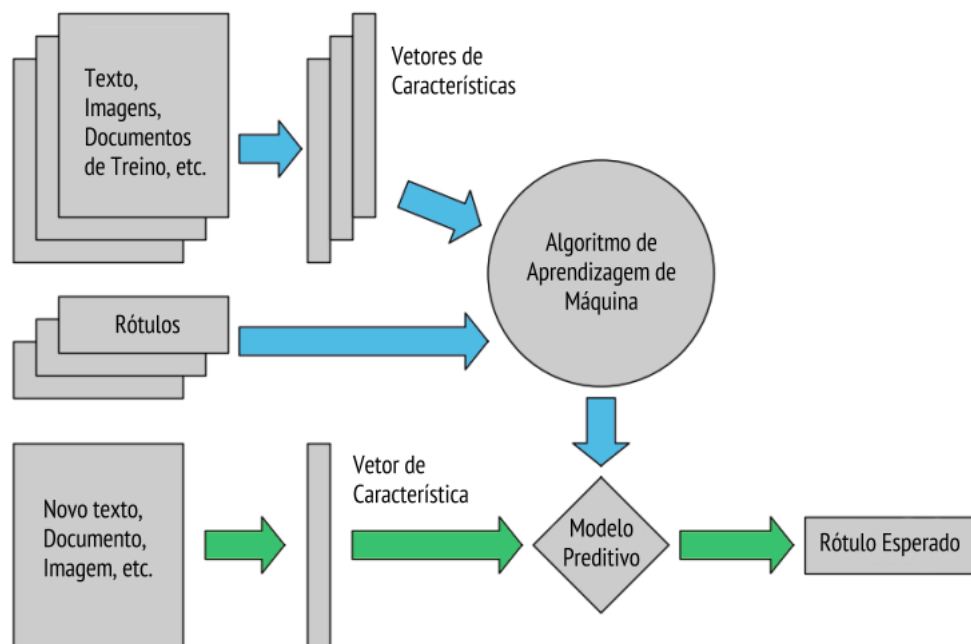 Texto,
Imagens,
Documentos
de Treino, etc.
Vetores de
Características
Algoritmo de
Aprendizagem de
Máquina
Rótulos
Novo texto,
Documento,
Imagem, etc.
Vetor de
Característica
Modelo
Preditivo
Rótulo Esperado